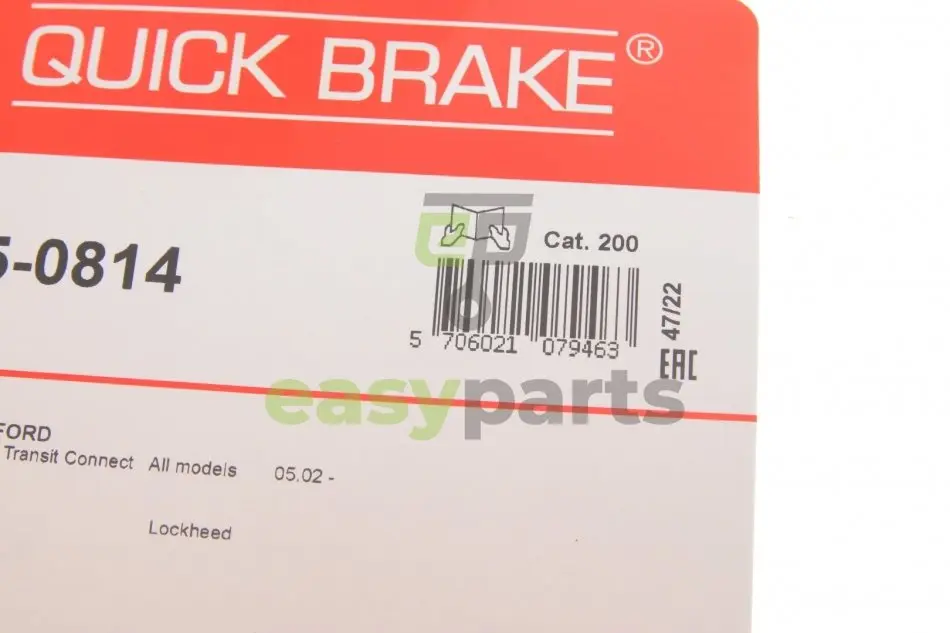 QUICK BRAKE®
5-0814
Cat. 200
5 706021 079463
47/22
EAC
easyparts
FORD
Transit Connect All models 05.02 -
Lockheed